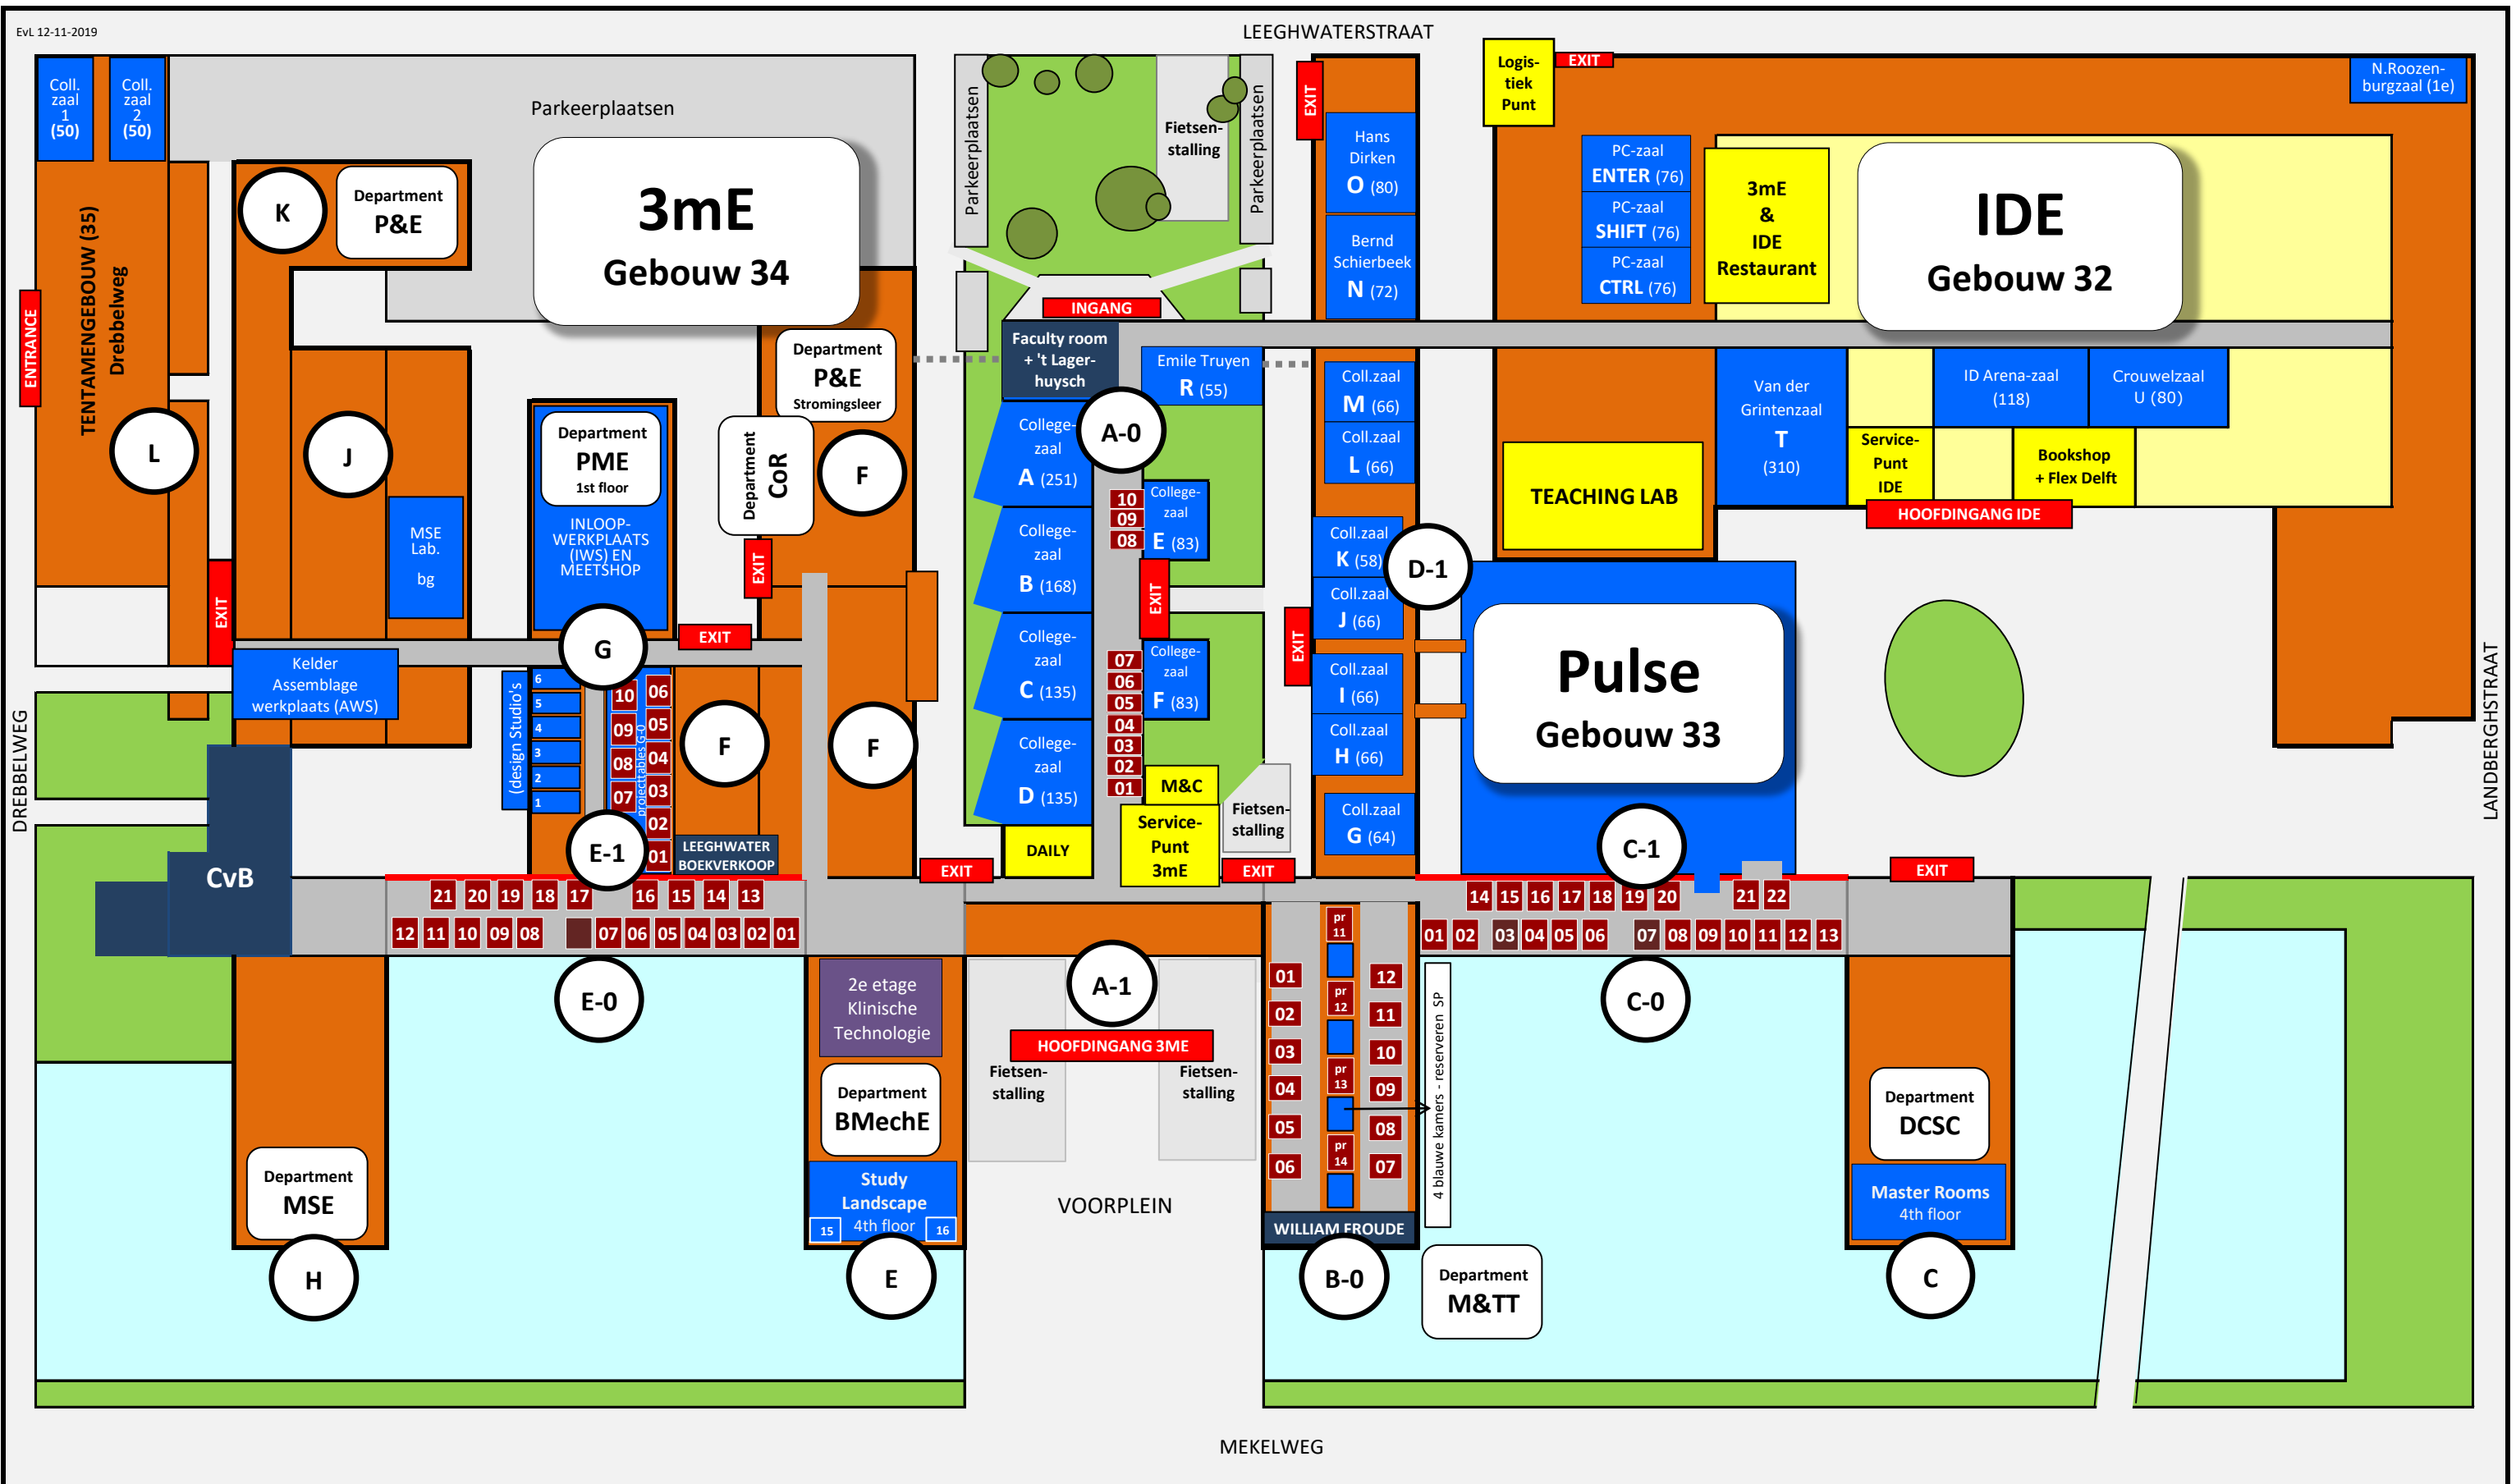 EvL 12-11-2019
LEEGHWATERSTRAAT
Coll.
zaal
1
(50)
Coll.
zaal
2
(50)
TENTAMENGEBOUW (35)
Drebbelweg
ENTRANCE
L
Parkeerplaatsen
K
Department
P&E
3mE
Gebouw 34
J
MSE
Lab.
bg
EXIT
Department
PME
1st floor
INLOOP-
WERKPLAATS
(IWS) EN
MEETSHOP
Department
P&E
Stromingsleer
Department
CoR
F
EXIT
EXIT
G
Kelder
Assemblage
werkplaats (AWS)
(design Studio's
6
5
4
3
2
1
projecttables G-0
10
09
08
07
06
05
04
03
02
01
F
F
E-1
LEEGHWATER
BOEKVERKOOP
DREBBELWEG
CvB
Parkeerplaatsen
Fietsen-
stalling
Parkeerplaatsen
INGANG
Faculty room
+ 't Lager-
huysch
Emile Truyen
R (55)
A-0
College-
zaal
A (251)
College-
zaal
B (168)
College-
zaal
C (135)
College-
zaal
D (135)
10
09
08
College-
zaal
E (83)
EXIT
07
06
05
04
03
02
01
College-
zaal
F (83)
M&C
DAILY
Service-
Punt
3mE
Fietsen-
stalling
EXIT
EXIT
EXIT
Hans
Dirken
O (80)
Bernd
Schierbeek
N (72)
Coll.zaal
M (66)
Coll.zaal
L (66)
Coll.zaal
K (58)
Coll.zaal
J (66)
EXIT
Coll.zaal
I (66)
Coll.zaal
H (66)
Coll.zaal
G (64)
D-1
Logis-
tiek
Punt
EXIT
N.Roozen-
burgzaal (1e)
PC-zaal
ENTER (76)
PC-zaal
SHIFT (76)
PC-zaal
CTRL (76)
3mE
&
IDE
Restaurant
IDE
Gebouw 32
TEACHING LAB
Van der
Grintenzaal
T
(310)
ID Arena-zaal
(118)
Crouwelzaal
U (80)
Service-
Punt
IDE
Bookshop
+ Flex Delft
HOOFDINGANG IDE
Pulse
Gebouw 33
C-1
EXIT
LANDBERGHSTRAAT
21 20 19 18 17 16 15 14 13
12 11 10 09 08 07 06 05 04 03 02 01
E-0
14 15 16 17 18 19 20 21 22
01 02 03 04 05 06 07 08 09 10 11 12 13
C-0
Department
MSE
H
2e etage
Klinische
Technologie
Department
BMechE
Study
Landscape
4th floor
15
16
E
A-1
HOOFDINGANG 3ME
Fietsen-
stalling
Fietsen-
stalling
VOORPLEIN
01
02
03
04
05
06
pr
11
pr
12
pr
13
pr
14
12
11
10
09
08
07
4 blauwe kamers - reserveren SP
WILLIAM FROUDE
B-0
Department
M&TT
Department
DCSC
Master Rooms
4th floor
C
MEKELWEG